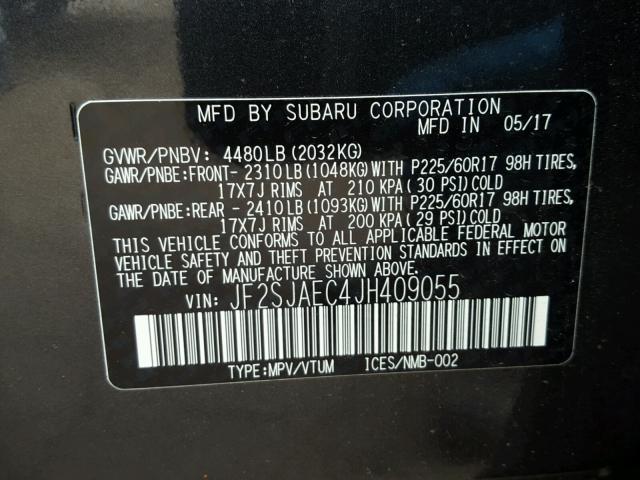 MFD BY SUBARU CORPORATION
MFD IN 05/17
GVWR/PNBV: 4480LB(2032KG)
GAWR/PNBE:FRONT- 2310LB(1048KG)WITH P225/60R17 98H TIRES,
17X7J RIMS AT 210 KPA(30 PSI)COLD
GAWR/PNBE:REAR - 2410LB(1093KG)WITH P225/60R17 98H TIRES,
17X7J RIMS AT 200 KPA(29 PSI)COLD
THIS VEHICLE CONFORMS TO ALL APPLICABLE FEDERAL MOTOR
VEHICLE SAFETY AND THEFT PREVENTION STANDARDS IN EFFECT ON
THE DATE OF MANUFACTURE SHOWN ABOVE.
VIN: JF2SJAEC4JH409055
TYPE:MPV/VTUM ICES/NMB-002